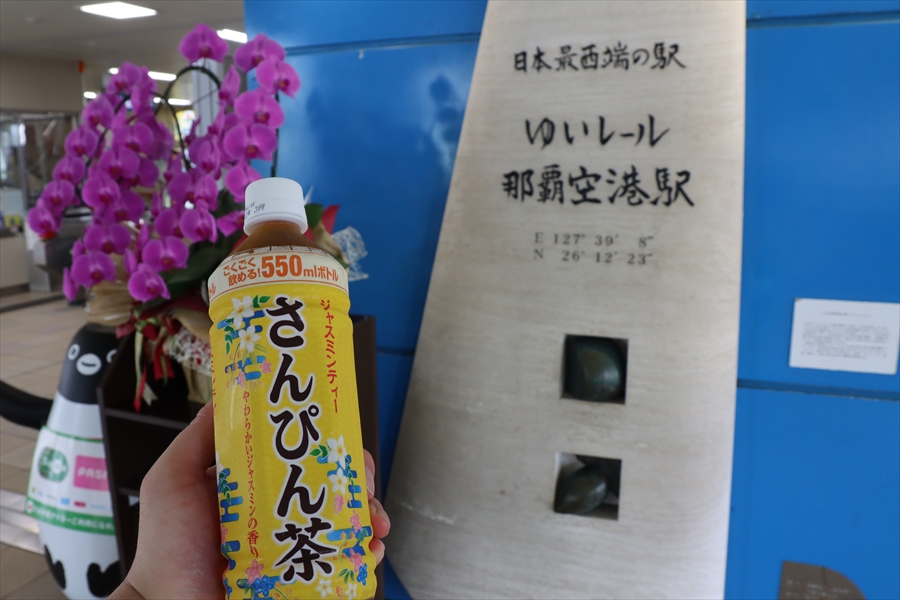 日本最西端の駅
ゆいレール
那覇空港駅
E 127° 39′ 8″
N 26° 12′ 23″
ごくごく飲める! 550mlボトル
ジャスミンティー
さんぴん茶
やわらかいジャスミンの香り